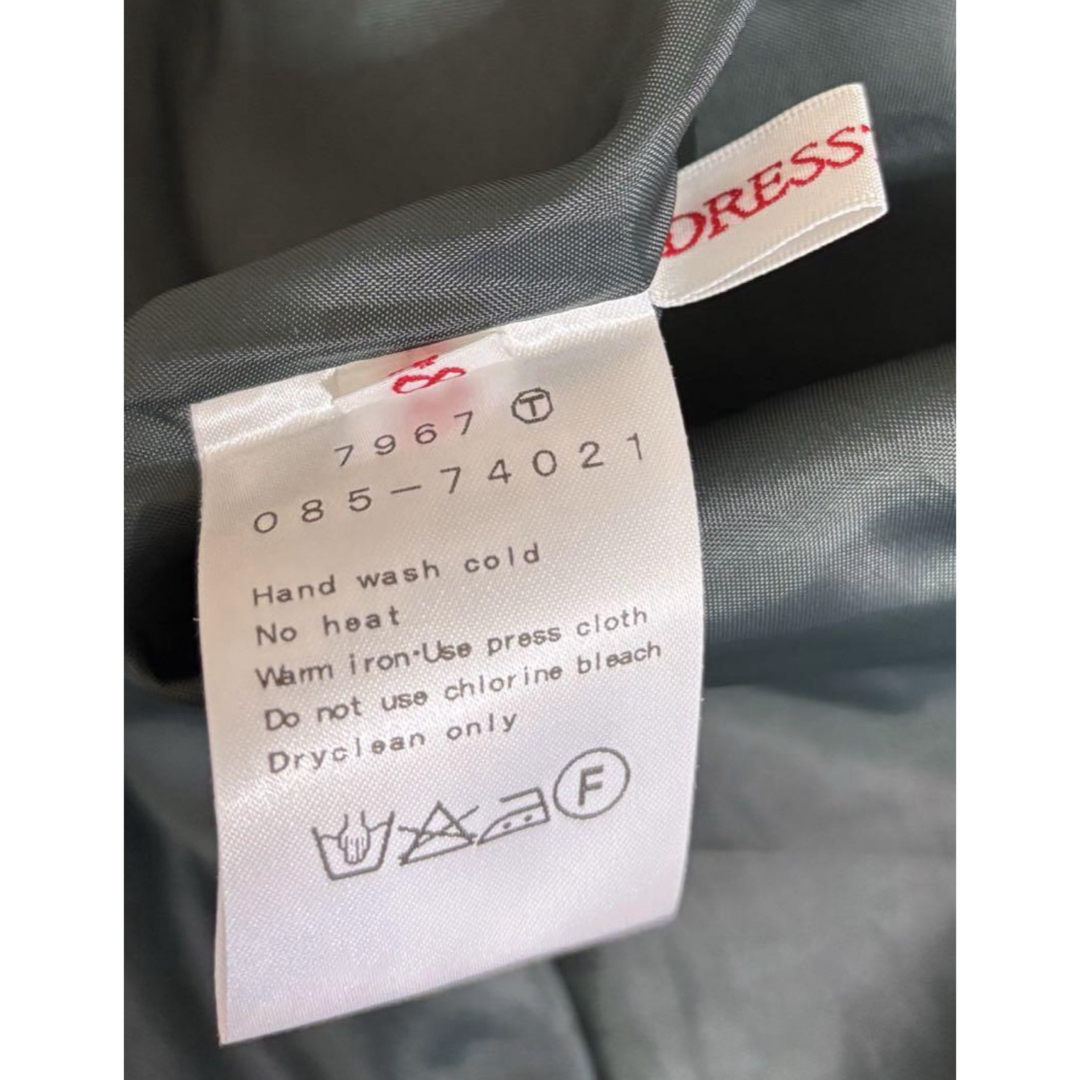 DRESS
7967 Ⓣ
085-74021
Hand wash cold
No heat
Warm iron·Use press cloth
Do not use chlorine bleach
Dryclean only
F